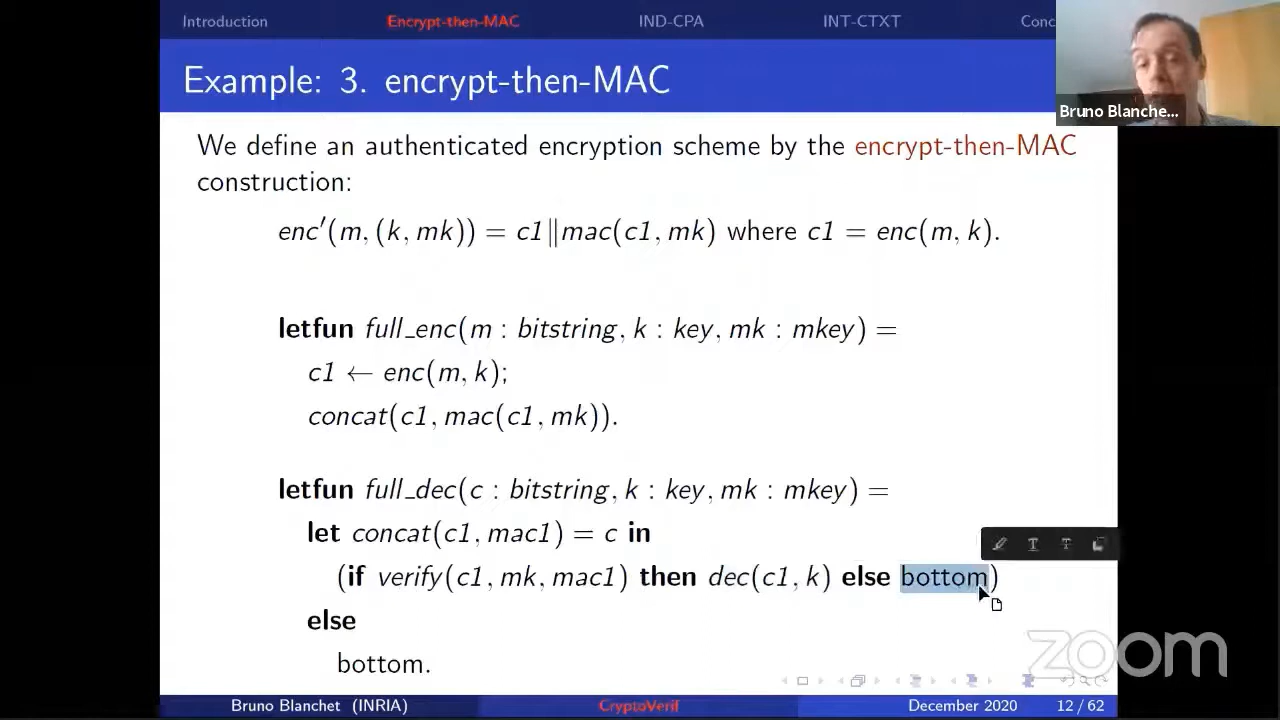 Introduction Encrypt-then-MAC IND-CPA INT-CTXT Conc
Bruno Blanche...
Example: 3. encrypt-then-MAC
We define an authenticated encryption scheme by the encrypt-then-MAC
construction:
enc′(m, (k, mk)) = c1‖mac(c1, mk) where c1 = enc(m, k).
letfun full_enc(m : bitstring, k : key, mk : mkey) =
c1 ← enc(m, k);
concat(c1, mac(c1, mk)).
letfun full_dec(c : bitstring, k : key, mk : mkey) =
let concat(c1, mac1) = c in
(if verify(c1, mk, mac1) then dec(c1, k) else bottom)
else
bottom.
zoom
Bruno Blanchet (INRIA) CryptoVerif December 2020 12 / 62